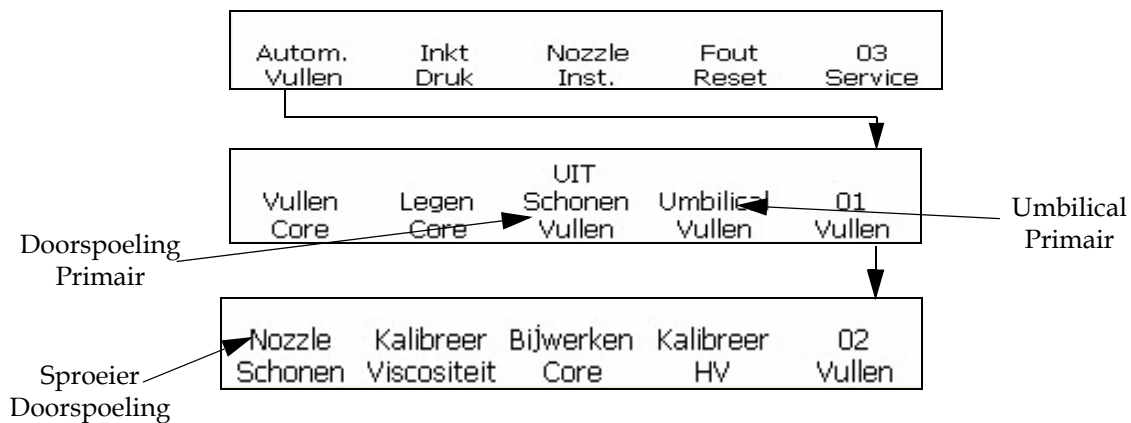 Autom. Inkt Nozzle Fout 03
Vullen Druk Inst. Reset Service
UIT
Vullen Legen Schonen Umbilical 01
Core Core Vullen Vullen Vullen
Umbilical
Primair
Doorspoeling
Primair
Nozzle Kalibreer Bijwerken Kalibreer 02
Schonen Viscositeit Core HV Vullen
Sproeier
Doorspoeling